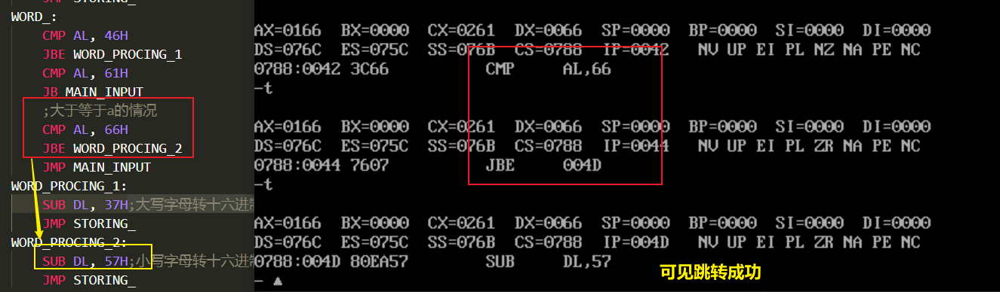 JMP STORING_
WORD_:
CMP AL, 46H
JBE WORD_PROCING_1
CMP AL, 61H
JB MAIN_INPUT
;大于等于a的情况
CMP AL, 66H
JBE WORD_PROCING_2
JMP MAIN_INPUT
WORD_PROCING_1:
SUB DL, 37H;大写字母转十六进制
JMP STORING_
WORD_PROCING_2:
SUB DL, 57H;小写字母转十六进制
JMP STORING_
AX=0166 BX=0000 CX=0261 DX=0066 SP=0000 BP=0000 SI=0000 DI=0000
DS=076C ES=075C SS=076B CS=0788 IP=0042 NV UP EI PL NZ NA PE NC
0788:0042 3C66 CMP AL,66
-t
AX=0166 BX=0000 CX=0261 DX=0066 SP=0000 BP=0000 SI=0000 DI=0000
DS=076C ES=075C SS=076B CS=0788 IP=0044 NV UP EI PL ZR NA PE NC
0788:0044 7607 JBE 004D
-t
AX=0166 BX=0000 CX=0261 DX=0066 SP=0000 BP=0000 SI=0000 DI=0000
DS=076C ES=075C SS=076B CS=0788 IP=004D NV UP EI PL ZR NA PE NC
0788:004D 80EA57 SUB DL,57
-
可见跳转成功